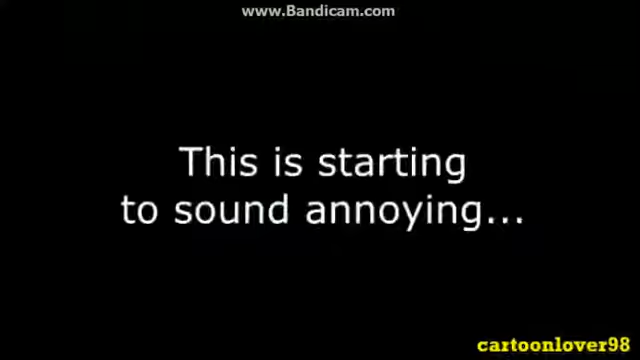 www.Bandicam.com
This is starting
to sound annoying...
cartoonlover98